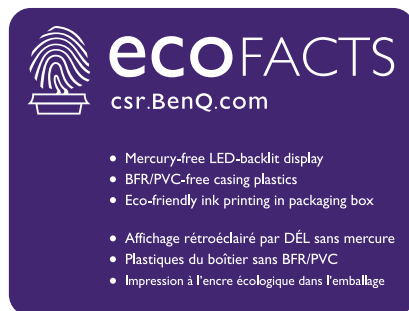 ecoFACTS
csr.BenQ.com
• Mercury-free LED-backlit display
• BFR/PVC-free casing plastics
• Eco-friendly ink printing in packaging box
• Affichage rétroéclairé par DÉL sans mercure
• Plastiques du boîtier sans BFR/PVC
• Impression à l'encre écologique dans l'emballage